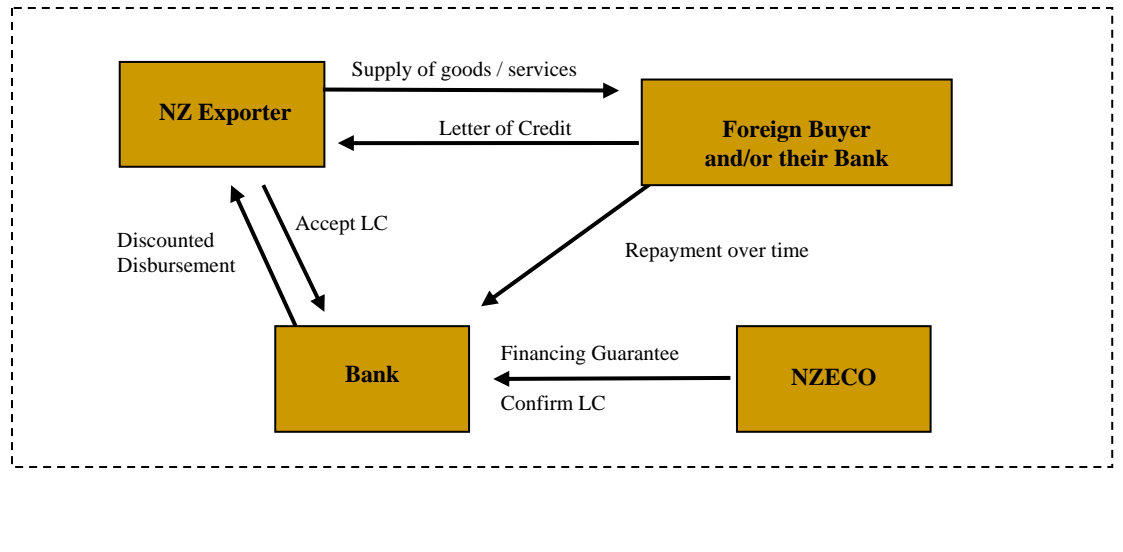 Supply of goods / services
NZ Exporter
Letter of Credit
Foreign Buyer
and/or their Bank
Accept LC
Discounted
Disbursement
Repayment over time
Financing Guarantee
Bank
NZECO
Confirm LC